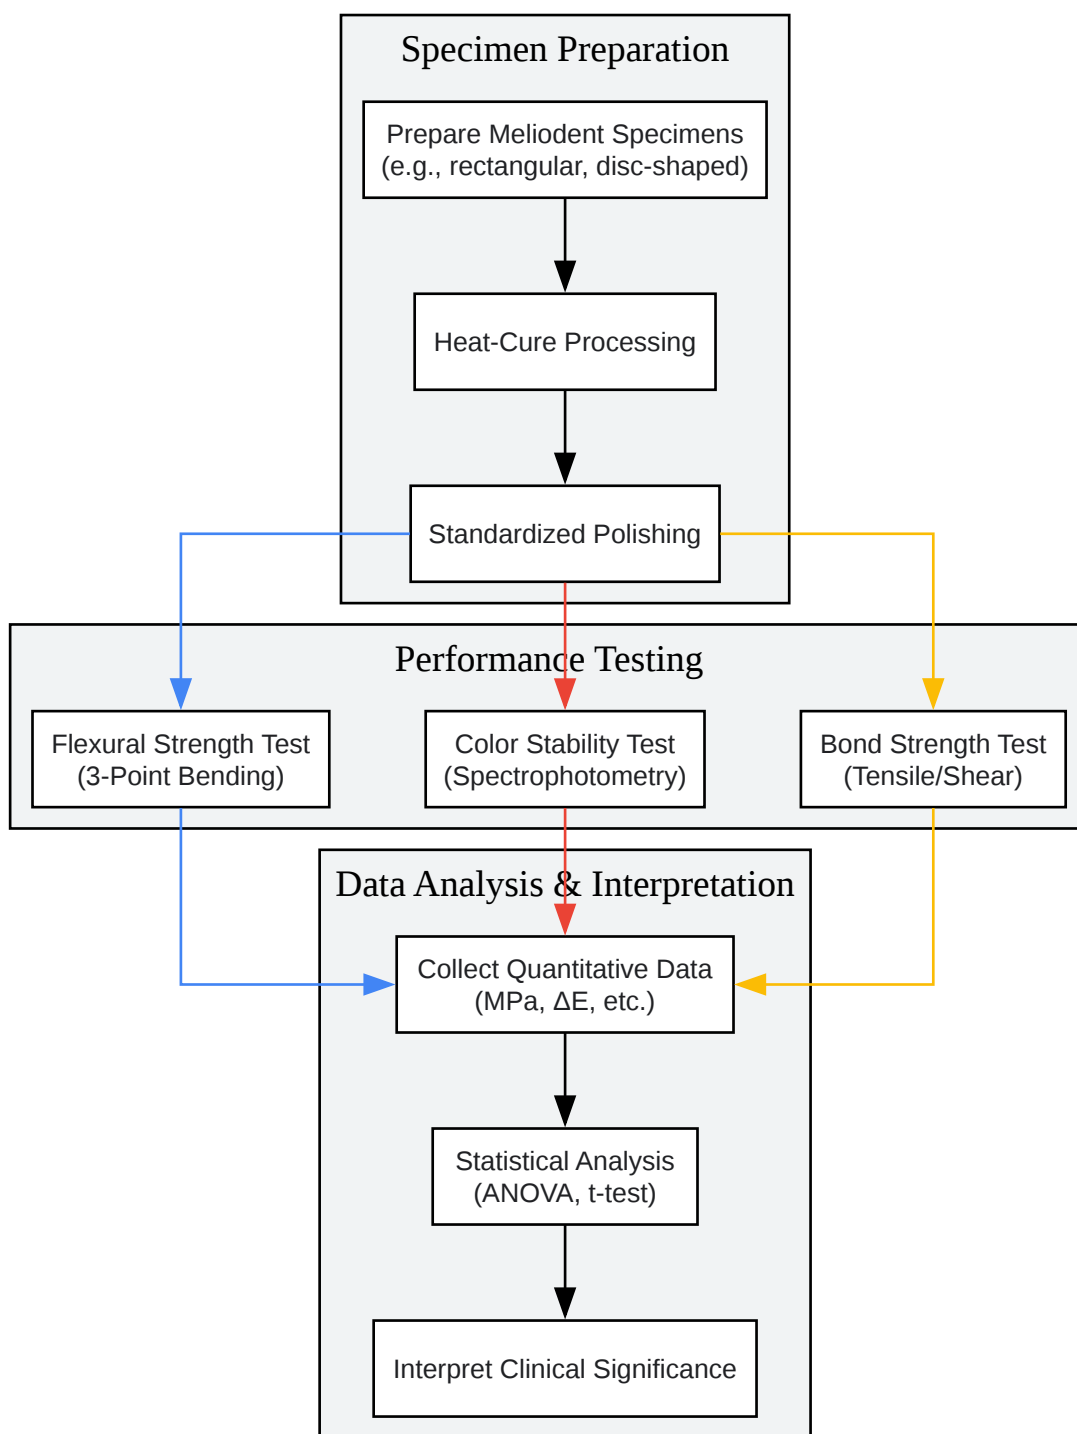 Specimen Preparation
Prepare Meliodent Specimens
(e.g., rectangular, disc-shaped)
Heat-Cure Processing
Standardized Polishing
Performance Testing
Flexural Strength Test
(3-Point Bending)
Color Stability Test
(Spectrophotometry)
Bond Strength Test
(Tensile/Shear)
Data Analysis & Interpretation
Collect Quantitative Data
(MPa, ΔE, etc.)
Statistical Analysis
(ANOVA, t-test)
Interpret Clinical Significance